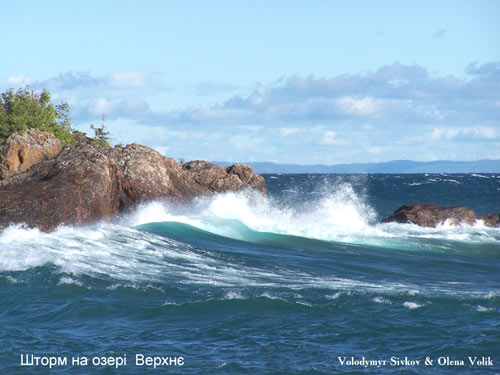 Шторм на озері Верхнє
Volodymyr Sivkov & Olena Volik